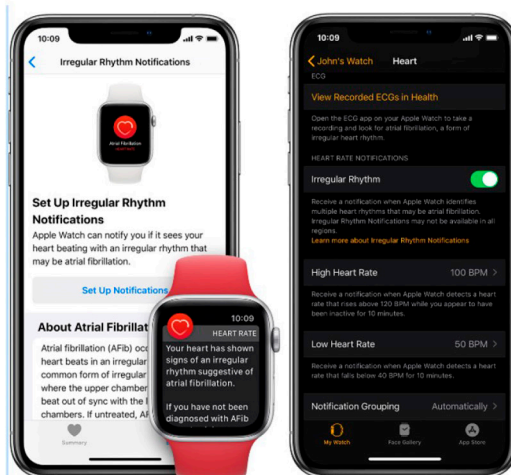 10:09
Irregular Rhythm Notifications
Atrial Fibrillation
HEART RATE
Set Up Irregular Rhythm
Notifications
Apple Watch can notify you if it sees your
heart beating with an irregular rhythm that
may be atrial fibrillation.
Set Up Notifications
About Atrial Fibrillat
Atrial fibrillation (AFib) occ
heart beats in an irregular
common form of irregular
where the upper chamber
beat out of sync with the l
chambers. If untreated, AF
Summary
10:09
HEART RATE
Your heart has shown
signs of an irregular
rhythm suggestive of
atrial fibrillation.
If you have not been
diagnosed with AFib
10:09
John's Watch
Heart
ECG
View Recorded ECGs in Health
Open the ECG app on your Apple Watch to take a
recording and look for atrial fibrillation, a form of
irregular heart rhythm.
HEART RATE NOTIFICATIONS
Irregular Rhythm
Receive a notification when Apple Watch identifies
multiple heart rhythms that may be atrial fibrillation.
Irregular Rhythm Notifications may not be available in all
regions.
Learn more about Irregular Rhythm Notifications
High Heart Rate 100 BPM
Receive a notification when Apple Watch detects a heart
rate that rises above 120 BPM while you appear to have
been inactive for 10 minutes.
Low Heart Rate 50 BPM
Receive a notification when Apple Watch detects a heart
rate that falls below 40 BPM for 10 minutes.
Notification Grouping Automatically
My Watch
Face Gallery
App Store